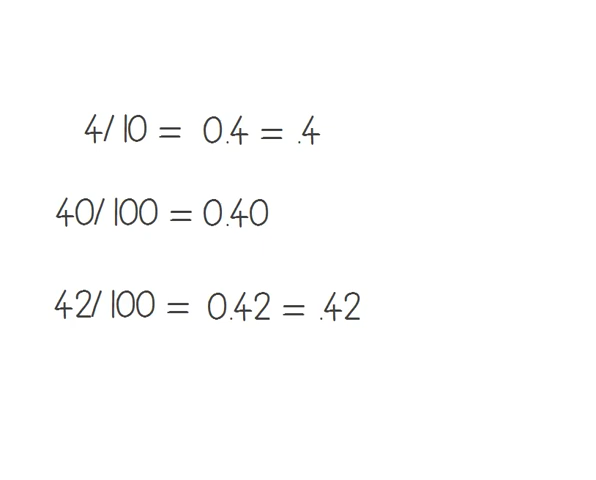 4/10 = 0.4 = .4
40/100 = 0.40
42/100 = 0.42 = .42